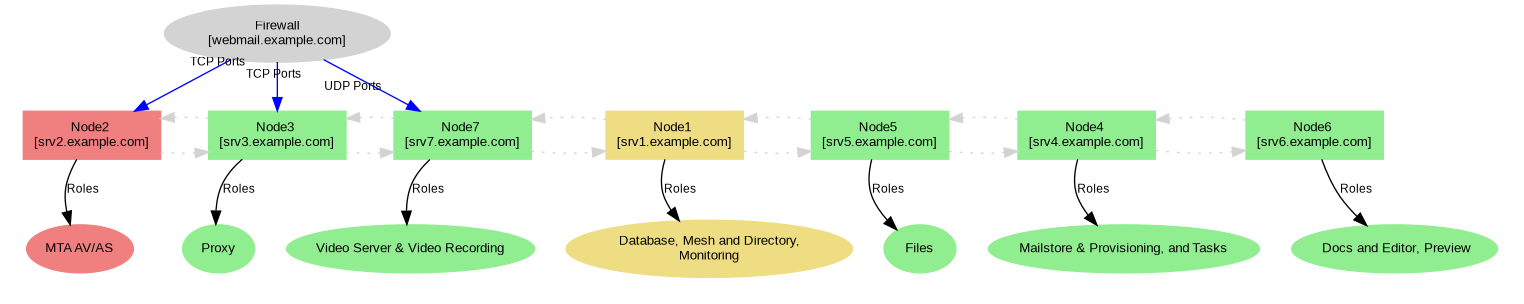 Firewall
[webmail.example.com]
TCP Ports
TCP Ports
UDP Ports
Node2
[srv2.example.com]
Node3
[srv3.example.com]
Node7
[srv7.example.com]
Node1
[srv1.example.com]
Node5
[srv5.example.com]
Node4
[srv4.example.com]
Node6
[srv6.example.com]
Roles
Roles
Roles
Roles
Roles
Roles
Roles
MTA AV/AS
Proxy
Video Server & Video Recording
Database, Mesh and Directory,
Monitoring
Files
Mailstore & Provisioning, and Tasks
Docs and Editor, Preview